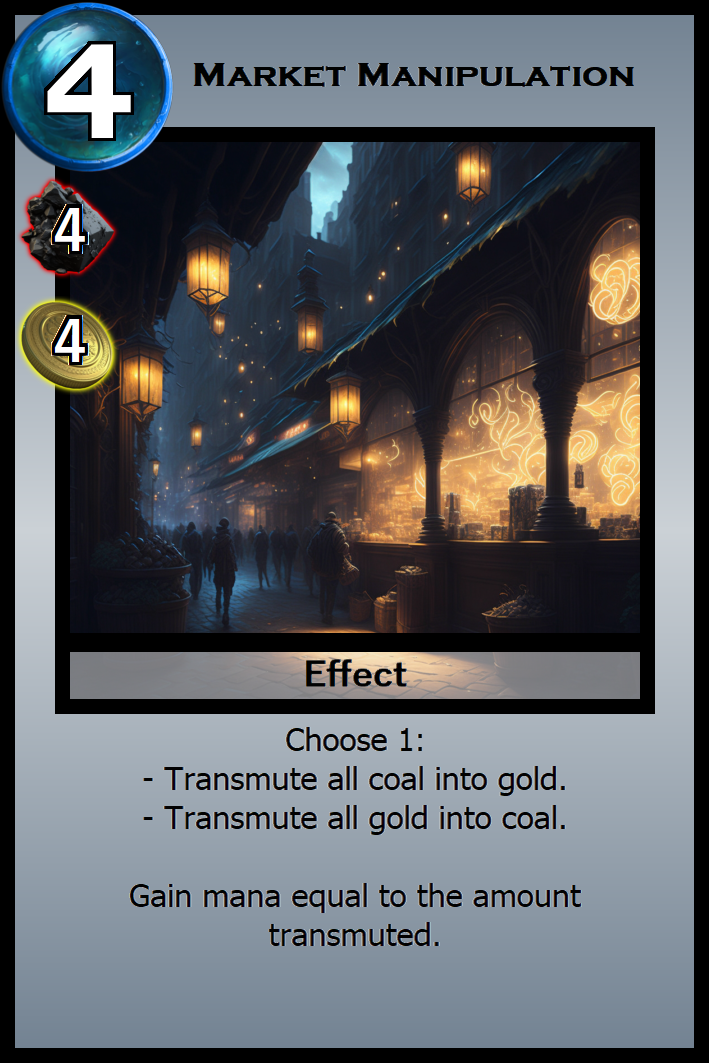 4
Market Manipulation
4
4
Effect
Choose 1:
- Transmute all coal into gold.
- Transmute all gold into coal.
Gain mana equal to the amount
transmuted.